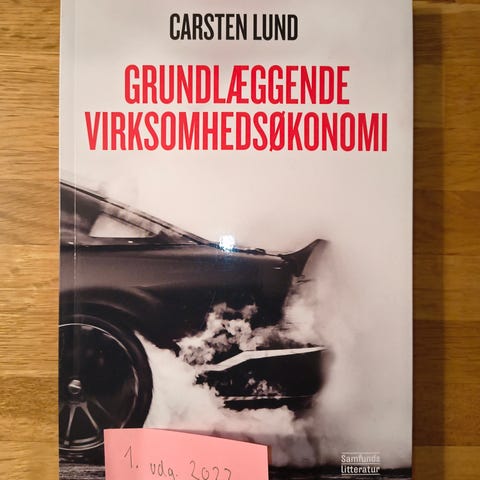 CARSTEN LUND
GRUNDLÆGGENDE
VIRKSOMHEDSØKONOMI
1. udg. 2022
Samfunds
litteratur